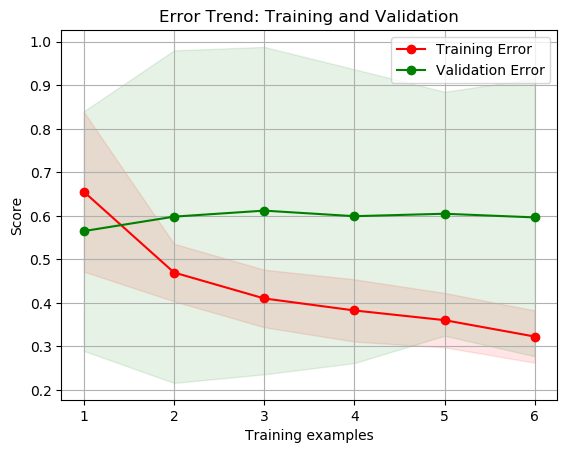 Error Trend: Training and Validation
Training Error
Validation Error
Score
1.0
0.9
0.8
0.7
0.6
0.5
0.4
0.3
0.2
1 2 3 4 5 6
Training examples